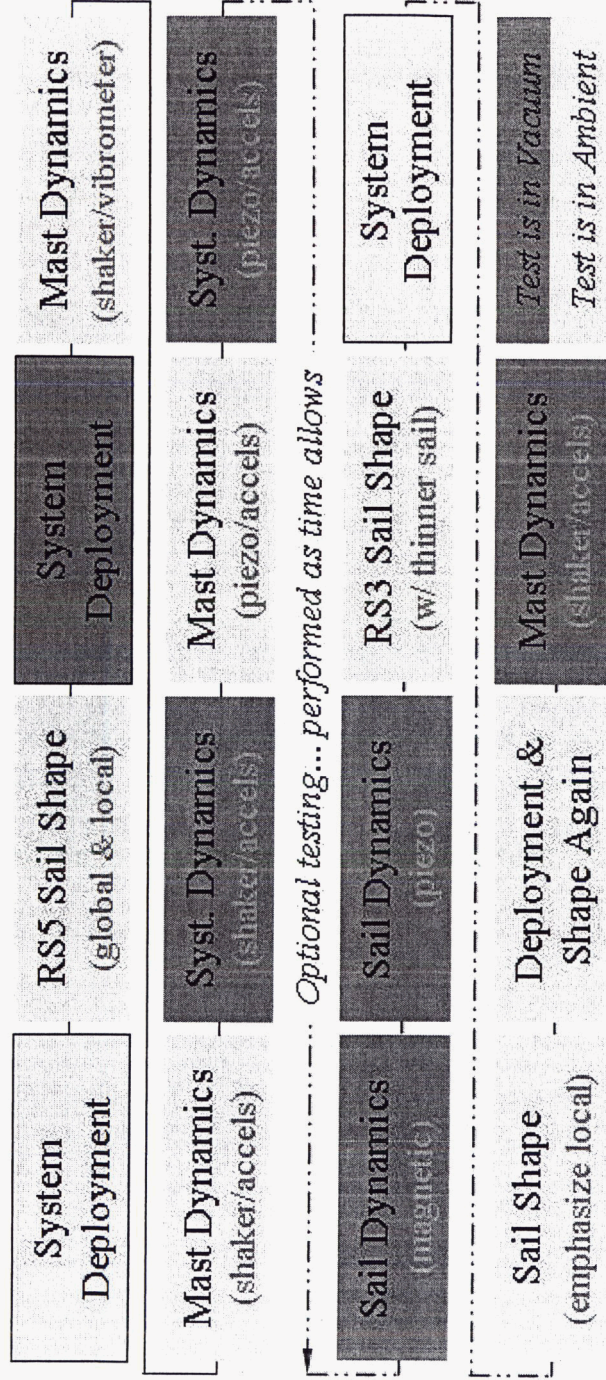 System
Deployment
RS5 Sail Shape
(global & local)
System
Deployment
Mast Dynamics
(shaker/vibrometer)
Mast Dynamics
(shaker/accels)
Syst. Dynamics
(shaker/accels)
Mast Dynamics
(piezo/accels)
Syst. Dynamics
(piezo/accels)
Optional testing... performed as time allows
Sail Dynamics
(magnetic)
Sail Dynamics
(piezo)
RS3 Sail Shape
(w/ thinner sail)
System
Deployment
Sail Shape
(emphasize local)
Deployment &
Shape Again
Mast Dynamics
(shaker/accels)
Test is in Vacuum
Test is in Ambient